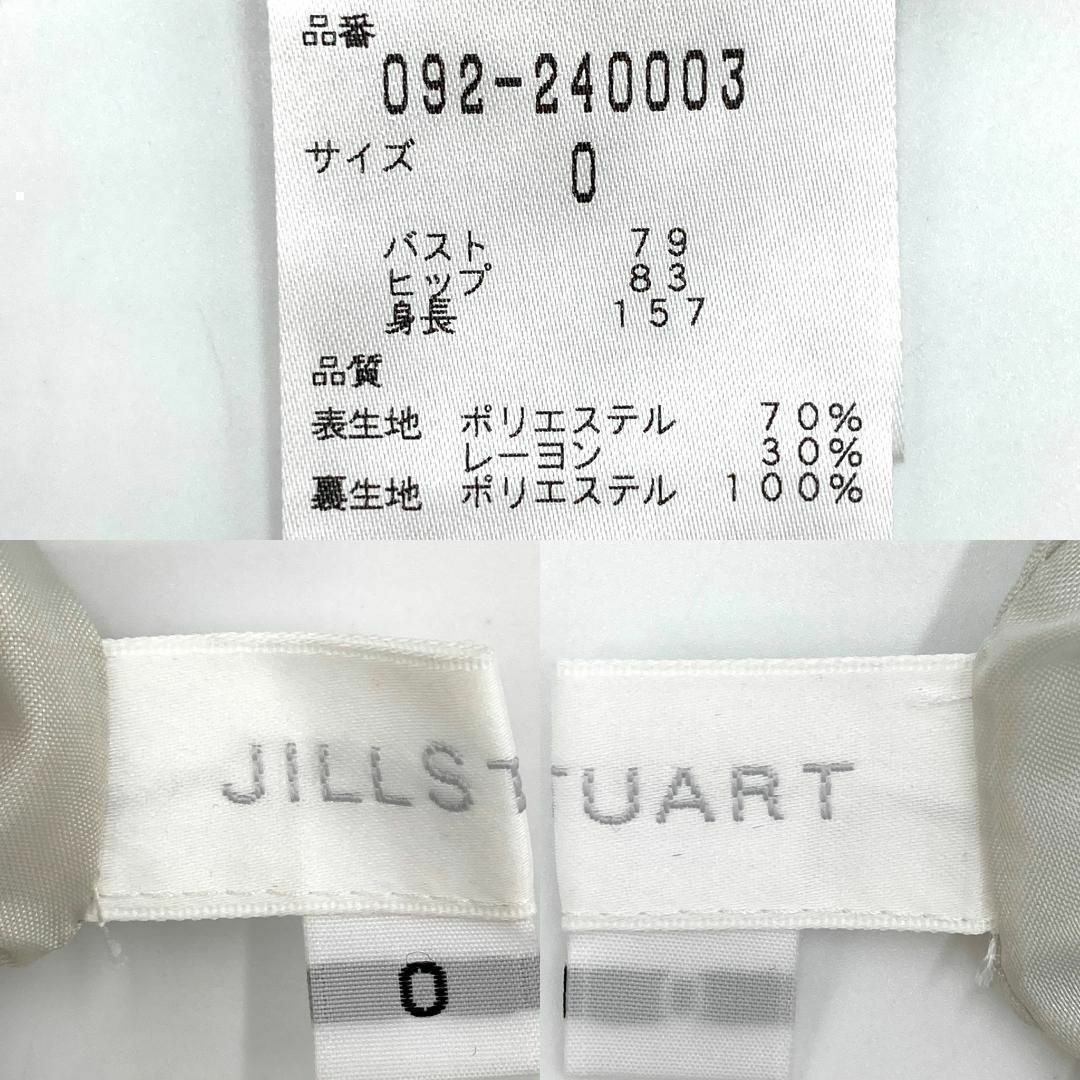 品番
092-240003
サイズ 0
バスト 79
ヒップ 83
身長 157
品質
表生地 ポリエステル 70%
レーヨン 30%
裏生地 ポリエステル 100%
JILLST
TUART
0